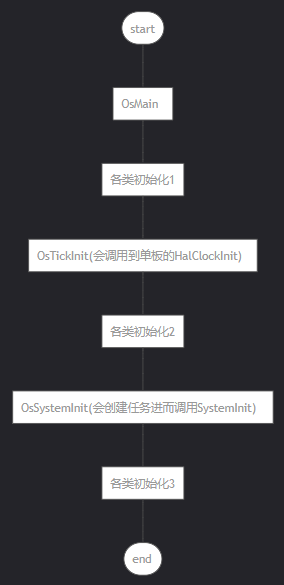 start
OsMain
各类初始化1
OsTickInit(会调用到单板的HalClockInit)
各类初始化2
OsSystemInit(会创建任务进而调用SystemInit)
各类初始化3
end